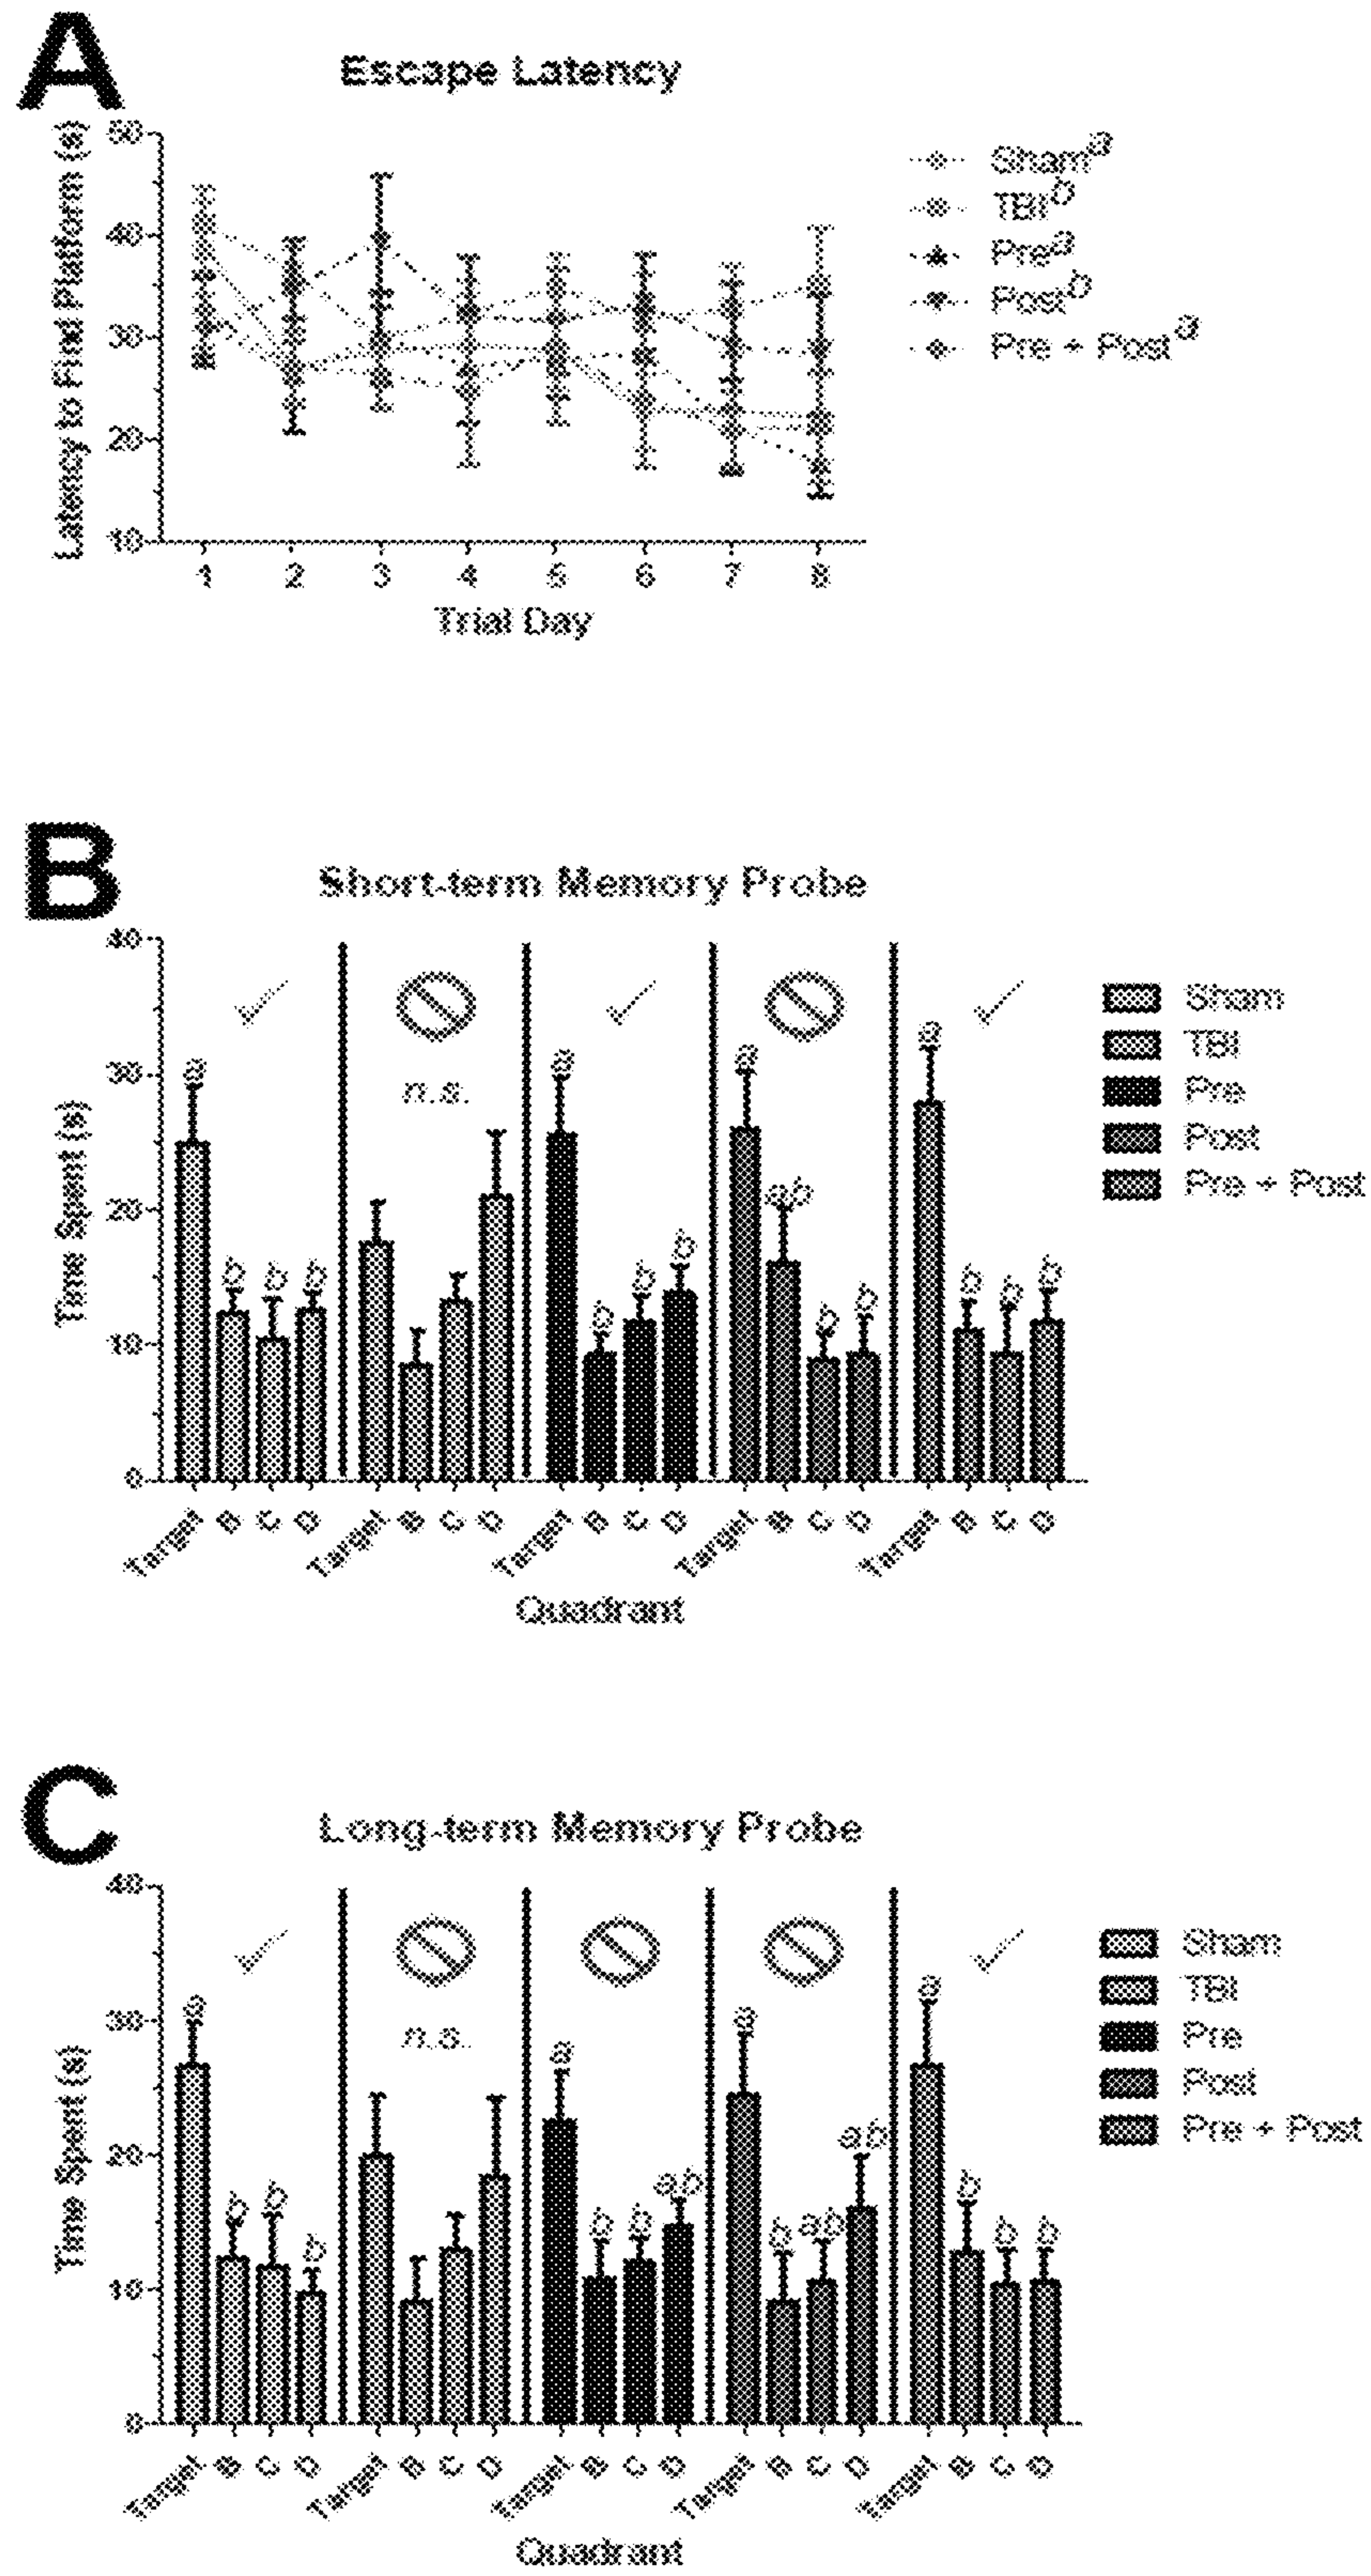 A
Escape Latency
Latency to Find Platform (s)
50
40
30
20
10
1 2 3 4 5 6 7 8
Trial Day
Sham a
TBI b
Pre a
Post b
Pre + Post a
B
Short-term Memory Probe
Time Spent (s)
40
30
20
10
0
n.s.
a b b b
a b b b
a ab b b
a b b b
Target B C D Target B C D Target B C D Target B C D Target B C D
Quadrant
Sham
TBI
Pre
Post
Pre + Post
C
Long-term Memory Probe
Time Spent (s)
40
30
20
10
0
n.s.
a b b b
a b b ab
a b ab ab
a b b b
Target B C D Target B C D Target B C D Target B C D Target B C D
Quadrant
Sham
TBI
Pre
Post
Pre + Post